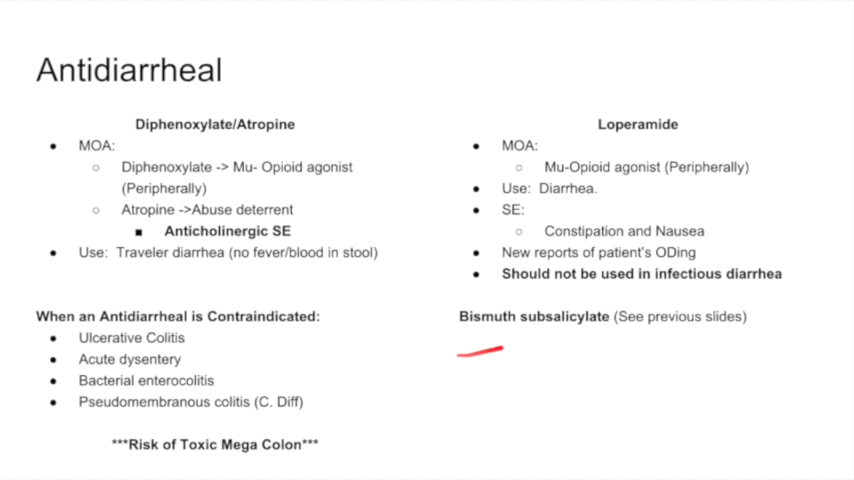 Antidiarrheal
Diphenoxylate/Atropine
● MOA:
○ Diphenoxylate -> Mu- Opioid agonist
(Peripherally)
○ Atropine ->Abuse deterrent
■ Anticholinergic SE
● Use: Traveler diarrhea (no fever/blood in stool)
When an Antidiarrheal is Contraindicated:
● Ulcerative Colitis
● Acute dysentery
● Bacterial enterocolitis
● Pseudomembranous colitis (C. Diff)
***Risk of Toxic Mega Colon***
Loperamide
● MOA:
○ Mu-Opioid agonist (Peripherally)
● Use: Diarrhea.
● SE:
○ Constipation and Nausea
● New reports of patient's ODing
● Should not be used in infectious diarrhea
Bismuth subsalicylate (See previous slides)